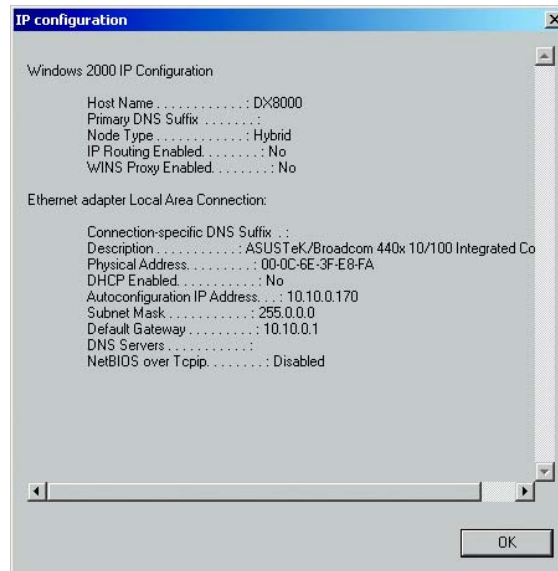 IP configuration
Windows 2000 IP Configuration
Host Name . . . . . . . . . . . . : DX8000
Primary DNS Suffix . . . . . . . :
Node Type . . . . . . . . . . . . : Hybrid
IP Routing Enabled. . . . . . . . : No
WINS Proxy Enabled. . . . . . . . : No
Ethernet adapter Local Area Connection:
Connection-specific DNS Suffix . :
Description . . . . . . . . . . . : ASUSTeK/Broadcom 440x 10/100 Integrated Co
Physical Address. . . . . . . . . : 00-0C-6E-3F-E8-FA
DHCP Enabled. . . . . . . . . . . : No
Autoconfiguration IP Address. . . : 10.10.0.170
Subnet Mask . . . . . . . . . . . : 255.0.0.0
Default Gateway . . . . . . . . . : 10.10.0.1
DNS Servers . . . . . . . . . . . :
NetBIOS over Tcpip. . . . . . . . : Disabled
OK